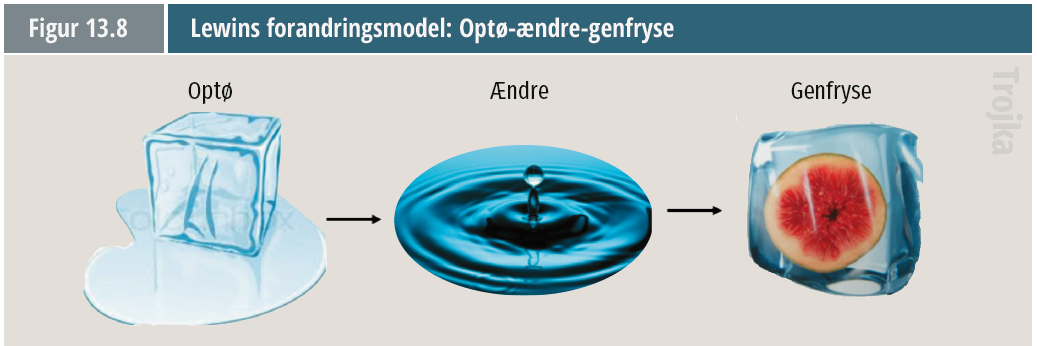 Figur 13.8
Lewins forandringsmodel: Optø-ændre-genfryse
Optø
Ændre
Genfryse
Trojka